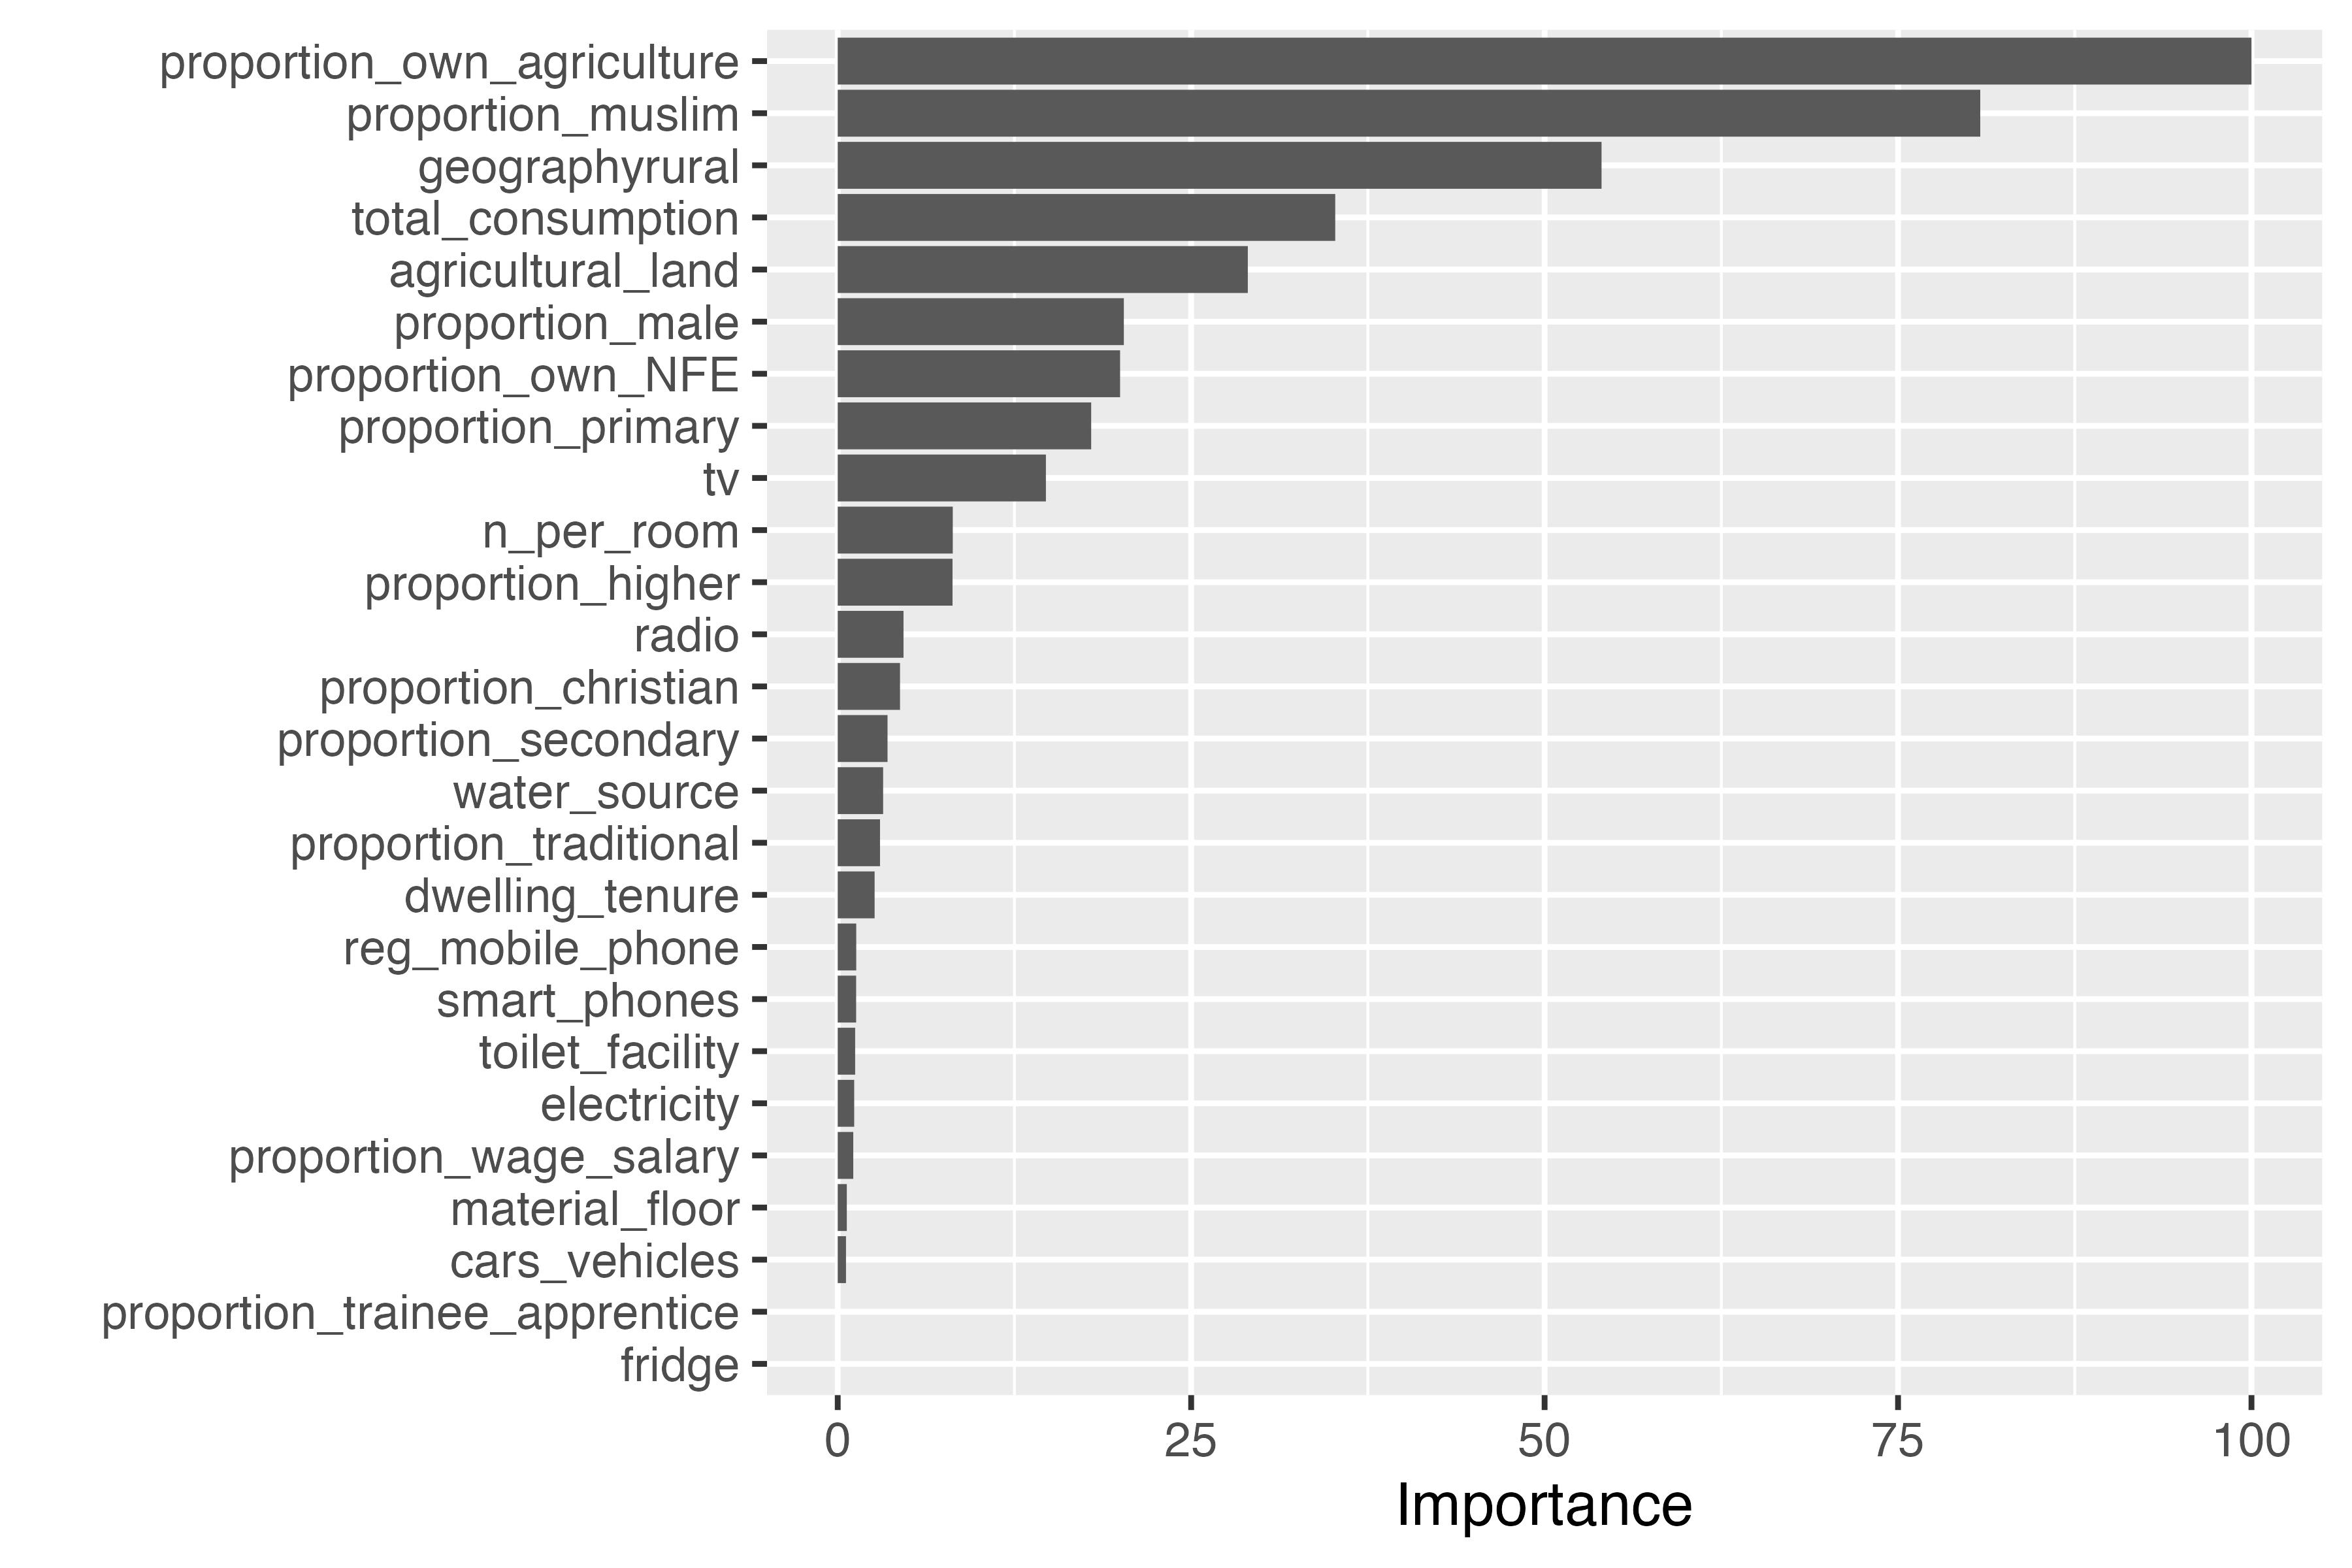 proportion_own_agriculture
proportion_muslim
geographyrural
total_consumption
agricultural_land
proportion_male
proportion_own_NFE
proportion_primary
tv
n_per_room
proportion_higher
radio
proportion_christian
proportion_secondary
water_source
proportion_traditional
dwelling_tenure
reg_mobile_phone
smart_phones
toilet_facility
electricity
proportion_wage_salary
material_floor
cars_vehicles
proportion_trainee_apprentice
fridge
0 25 50 75 100
Importance